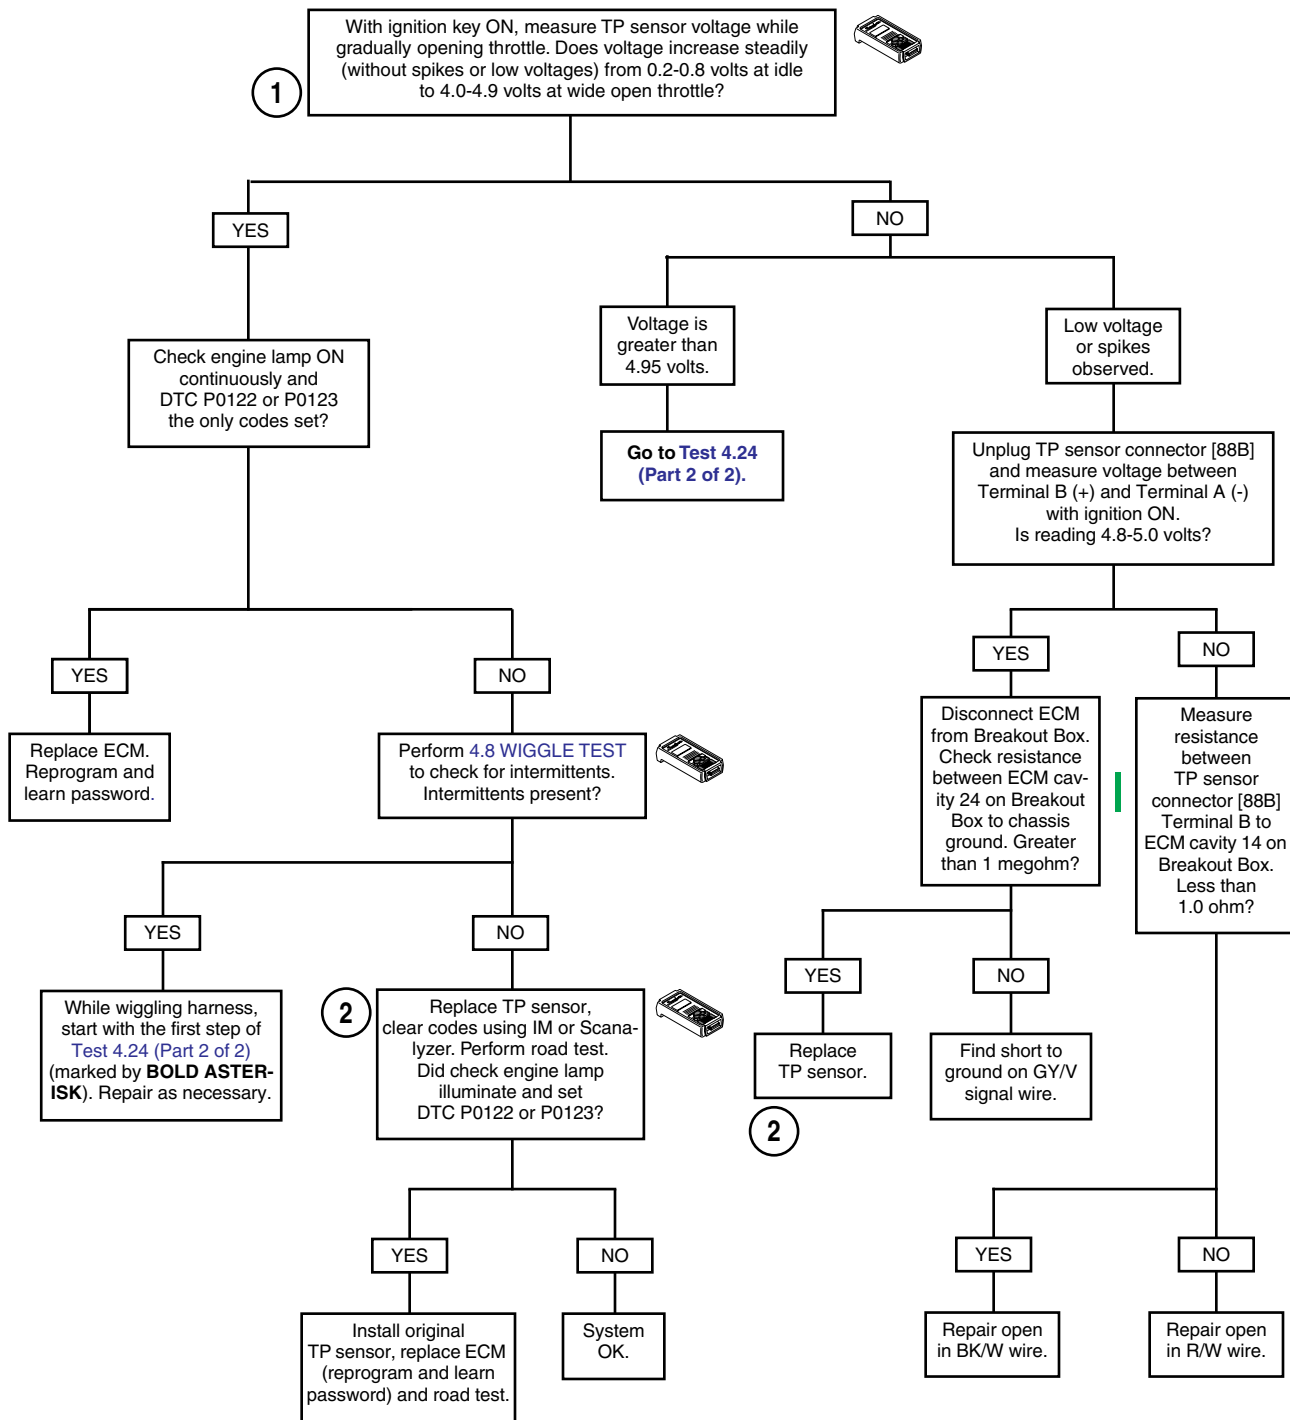 With ignition key ON, measure TP sensor voltage while
gradually opening throttle. Does voltage increase steadily
(without spikes or low voltages) from 0.2-0.8 volts at idle
to 4.0-4.9 volts at wide open throttle?
1
YES
NO
Check engine lamp ON
continuously and
DTC P0122 or P0123
the only codes set?
Voltage is
greater than
4.95 volts.
Low voltage
or spikes
observed.
Go to Test 4.24
(Part 2 of 2).
Unplug TP sensor connector [88B]
and measure voltage between
Terminal B (+) and Terminal A (-)
with ignition ON.
Is reading 4.8-5.0 volts?
YES
NO
YES
NO
Replace ECM.
Reprogram and
learn password.
Perform 4.8 WIGGLE TEST
to check for intermittents.
Intermittents present?
Disconnect ECM
from Breakout Box.
Check resistance
between ECM cav-
ity 24 on Breakout
Box to chassis
ground. Greater
than 1 megohm?
Measure
resistance
between
TP sensor
connector [88B]
Terminal B to
ECM cavity 14 on
Breakout Box.
Less than
1.0 ohm?
YES
NO
YES
NO
While wiggling harness,
start with the first step of
Test 4.24 (Part 2 of 2)
(marked by BOLD ASTER-
ISK). Repair as necessary.
2
Replace TP sensor,
clear codes using IM or Scana-
lyzer. Perform road test.
Did check engine lamp
illuminate and set
DTC P0122 or P0123?
Replace
TP sensor.
2
Find short to
ground on GY/V
signal wire.
YES
NO
YES
NO
Install original
TP sensor, replace ECM
(reprogram and learn
password) and road test.
System
OK.
Repair open
in BK/W wire.
Repair open
in R/W wire.